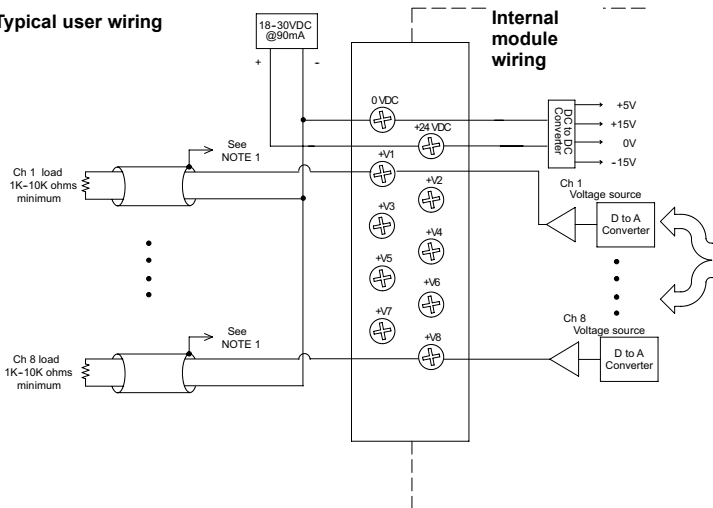 Typical user wiring
18-30VDC
@90mA
+
-
Internal
module
wiring
0 VDC
+24 VDC
DC to DC
Converter
+5V
+15V
0V
-15V
See
NOTE 1
Ch 1 load
1K-10K ohms
minimum
+V1
+V2
+V3
+V4
+V5
+V6
+V7
+V8
Ch 1
Voltage source
D to A
Converter
See
NOTE 1
Ch 8 load
1K-10K ohms
minimum
Ch 8
Voltage source
D to A
Converter